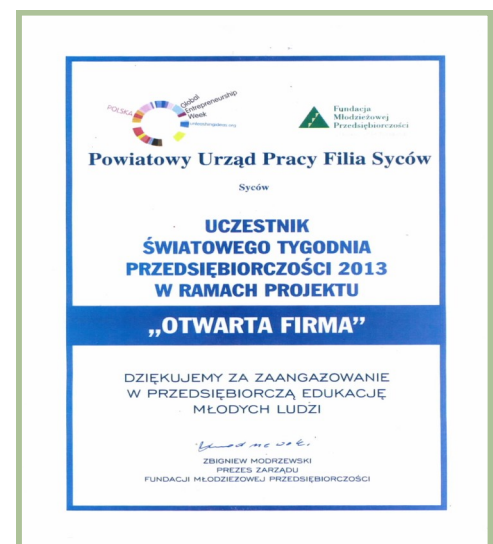 POLSKA
Global
Entrepreneurship
Week
Fundacja
Młodzieżowej
Przedsiębiorczości
Powiatowy Urząd Pracy Filia Syców
Syców
UCZESTNIK
ŚWIATOWEGO TYGODNIA
PRZEDSIĘBIORCZOŚCI 2013
W RAMACH PROJEKTU
„OTWARTA FIRMA”
DZIĘKUJEMY ZA ZAANGAŻOWANIE
W PRZEDSIĘBIORCZĄ EDUKACJĘ
MŁODYCH LUDZI
ZBIGNIEW MODRZEWSKI
PREZES ZARZĄDU
FUNDACJI MŁODZIEŻOWEJ PRZEDSIĘBIORCZOŚCI